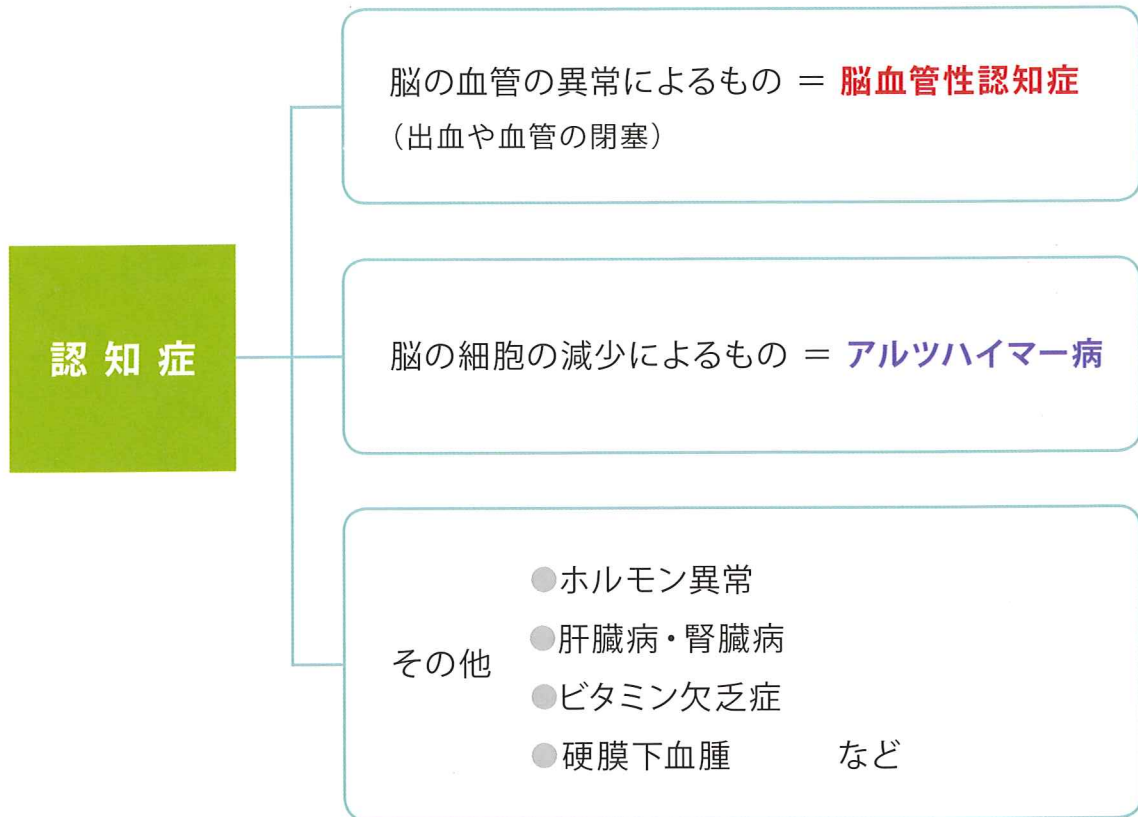 認知症
脳の血管の異常によるもの = 脳血管性認知症
（出血や血管の閉塞）
脳の細胞の減少によるもの = アルツハイマー病
その他
●ホルモン異常
●肝臓病・腎臓病
●ビタミン欠乏症
●硬膜下血腫 など